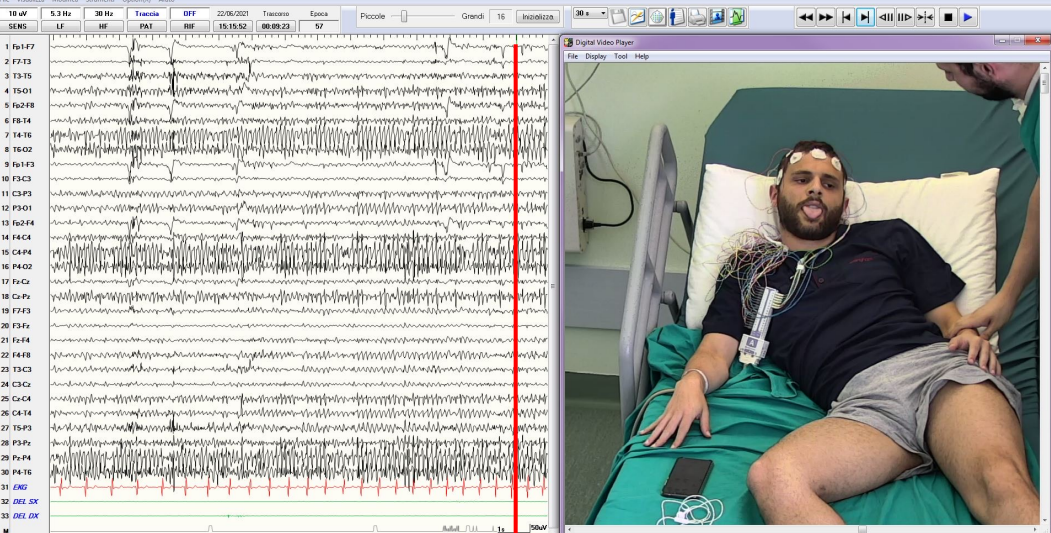 10 uV 5.3 Hz 30 Hz Traccia OFF 22/06/2021 Trascorso Epoca
SENS LF HF PAT RIF 15:15:52 00:09:23 57
Piccole Grandi 16 Inizializza
30 s
Digital Video Player
File Display Tool Help
1 Fp1-F7
2 F7-T3
3 T3-T5
4 T5-O1
5 Fp2-F8
6 F8-T4
7 T4-T6
8 T6-O2
9 Fp1-F3
10 F3-C3
11 C3-P3
12 P3-O1
13 Fp2-F4
14 F4-C4
15 C4-P4
16 P4-O2
17 Fz-Cz
18 Cz-Pz
19 F7-F3
20 F3-Fz
21 Fz-F4
22 F4-F8
23 T3-C3
24 C3-Cz
25 Cz-C4
26 C4-T4
27 T5-P3
28 P3-Pz
29 Pz-P4
30 P4-T6
31 EKG
32 DEL SX
33 DEL DX
M
1s
50uV
A